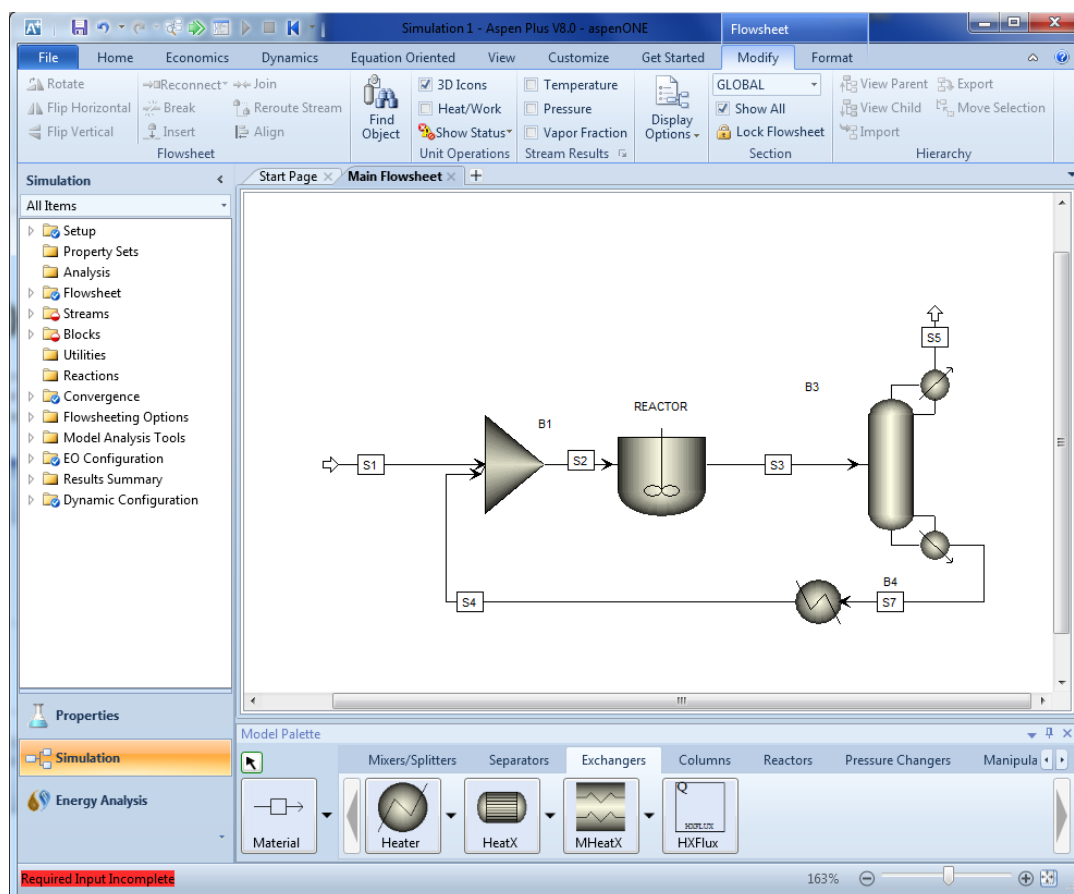 Simulation 1 - Aspen Plus V8.0 - aspenONE Flowsheet
File Home Economics Dynamics Equation Oriented View Customize Get Started Modify Format
Rotate Reconnect Join 3D Icons Temperature GLOBAL View Parent Export
Flip Horizontal Break Reroute Stream Find Object Heat/Work Pressure Display Options Show All View Child Move Selection
Flip Vertical Insert Align Show Status Vapor Fraction Lock Flowsheet Import
Flowsheet Unit Operations Stream Results Section Hierarchy
Simulation Start Page Main Flowsheet
All Items
Setup
Property Sets
Analysis
Flowsheet
Streams
Blocks
Utilities
Reactions
Convergence
Flowsheeting Options
Model Analysis Tools
EO Configuration
Results Summary
Dynamic Configuration
S5
B3
REACTOR
B1
S1 S2 S3
B4
S4 S7
Properties
Simulation
Energy Analysis
Model Palette
Mixers/Splitters Separators Exchangers Columns Reactors Pressure Changers Manipula
Q
HXFLUX
Material Heater HeatX MHeatX HXFlux
Required Input Incomplete 163%